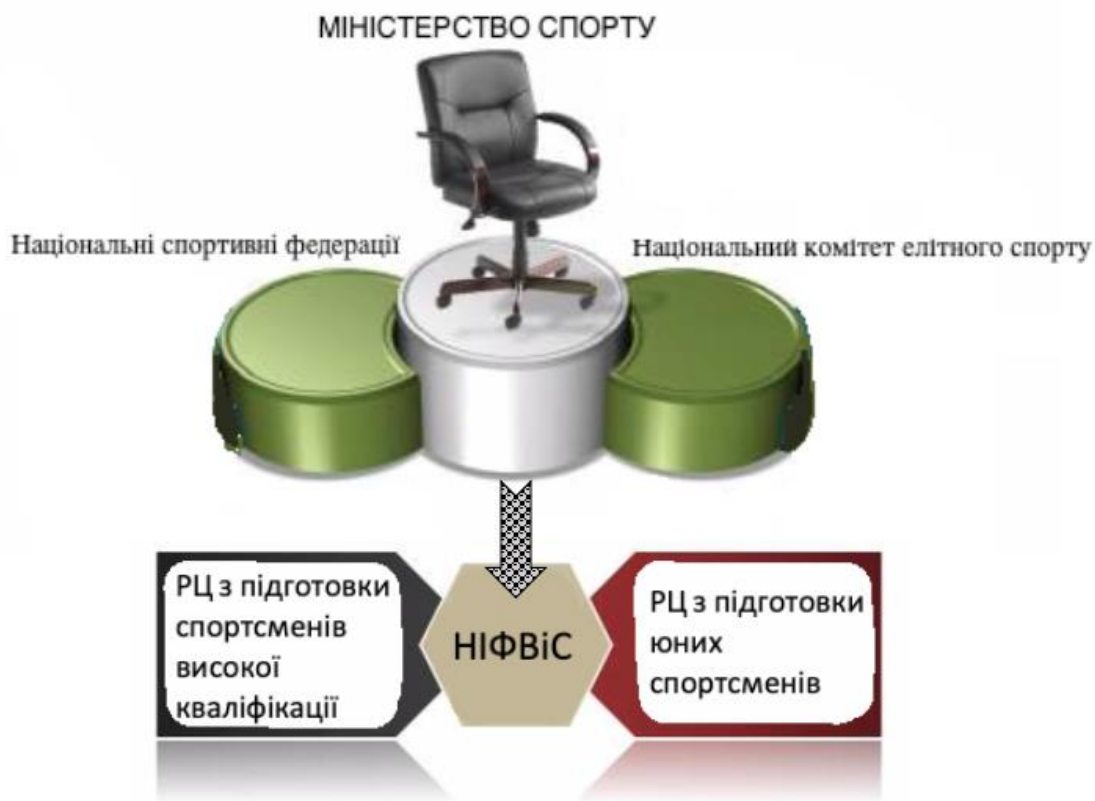 МІНІСТЕРСТВО СПОРТУ
Національні спортивні федерації
Національний комітет елітного спорту
РЦ з підготовки
спортсменів
високої
кваліфікації
НІФВіС
РЦ з підготовки
юних
спортсменів